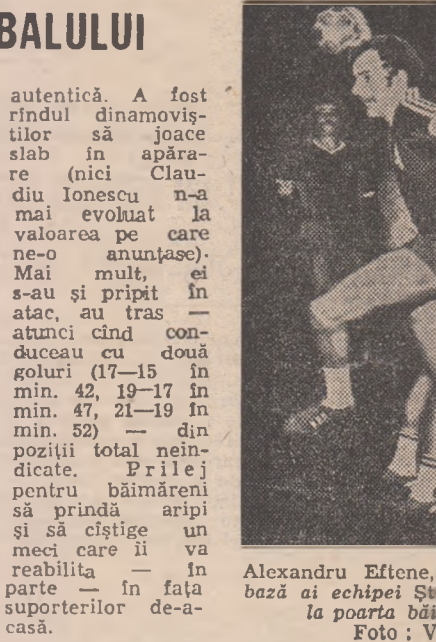 BALULUI
autentică. A fost
rîndul dinamoviș-
tilor să joace
slab în apăra-
re (nici Clau-
diu Ionescu n-a
mai evoluat la
valoarea pe care
ne-o anunțase).
Mai mult, ei
s-au și pripit în
atac, au tras —
atunci cînd con-
duceau cu două
goluri (17—15 în
min. 42, 19—17 în
min. 47, 21—19 în
min. 52) — din
poziții total nein-
dicate. Prilej
pentru băimăreni
să prindă aripi
și să cîștige un
meci care îi va
reabilita — în
parte — în fața
suporterilor de-a-
casă.
Alexandru Eftene,
bază ai echipei Șt
la poarta băi
Foto : V